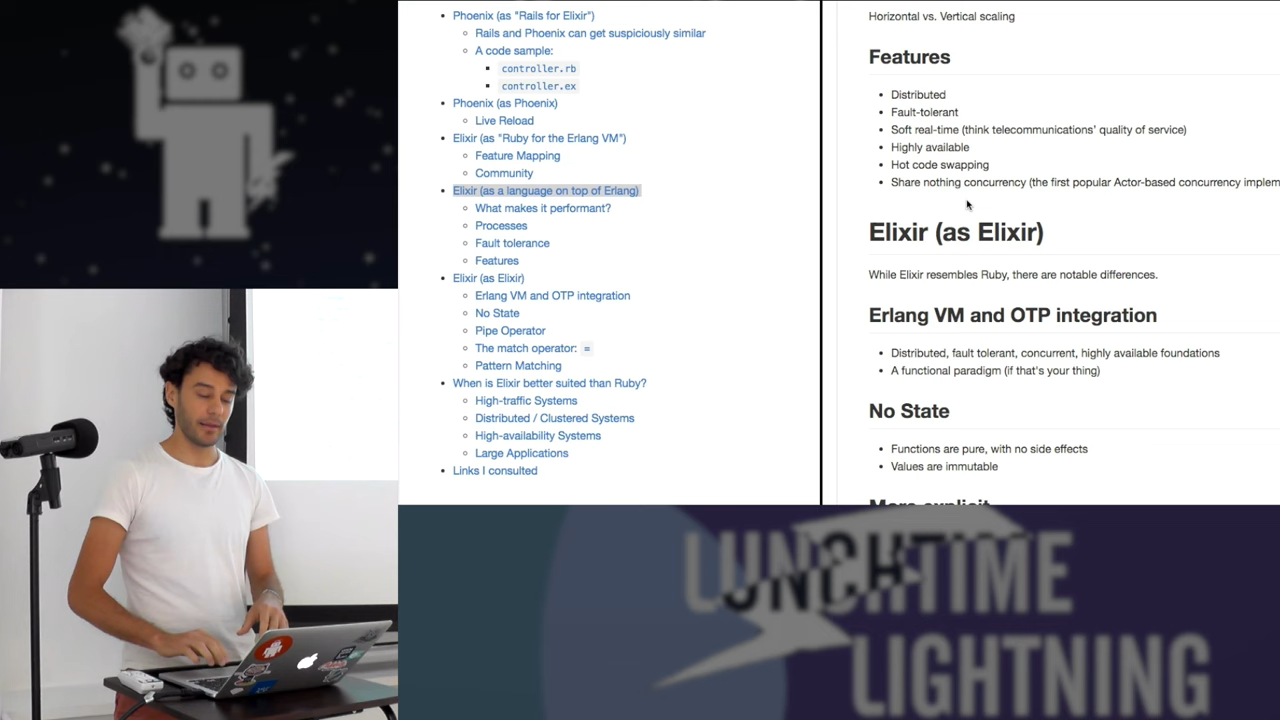 Phoenix (as "Rails for Elixir")
Rails and Phoenix can get suspiciously similar
A code sample:
controller.rb
controller.ex
Phoenix (as Phoenix)
Live Reload
Elixir (as "Ruby for the Erlang VM")
Feature Mapping
Community
Elixir (as a language on top of Erlang)
What makes it performant?
Processes
Fault tolerance
Features
Elixir (as Elixir)
Erlang VM and OTP integration
No State
Pipe Operator
The match operator: =
Pattern Matching
When is Elixir better suited than Ruby?
High-traffic Systems
Distributed / Clustered Systems
High-availability Systems
Large Applications
Links I consulted
Horizontal vs. Vertical scaling
Features
Distributed
Fault-tolerant
Soft real-time (think telecommunications' quality of service)
Highly available
Hot code swapping
Share nothing concurrency (the first popular Actor-based concurrency implem
Elixir (as Elixir)
While Elixir resembles Ruby, there are notable differences.
Erlang VM and OTP integration
Distributed, fault tolerant, concurrent, highly available foundations
A functional paradigm (if that's your thing)
No State
Functions are pure, with no side effects
Values are immutable
More explicit
LUNCHTIME
LIGHTNING